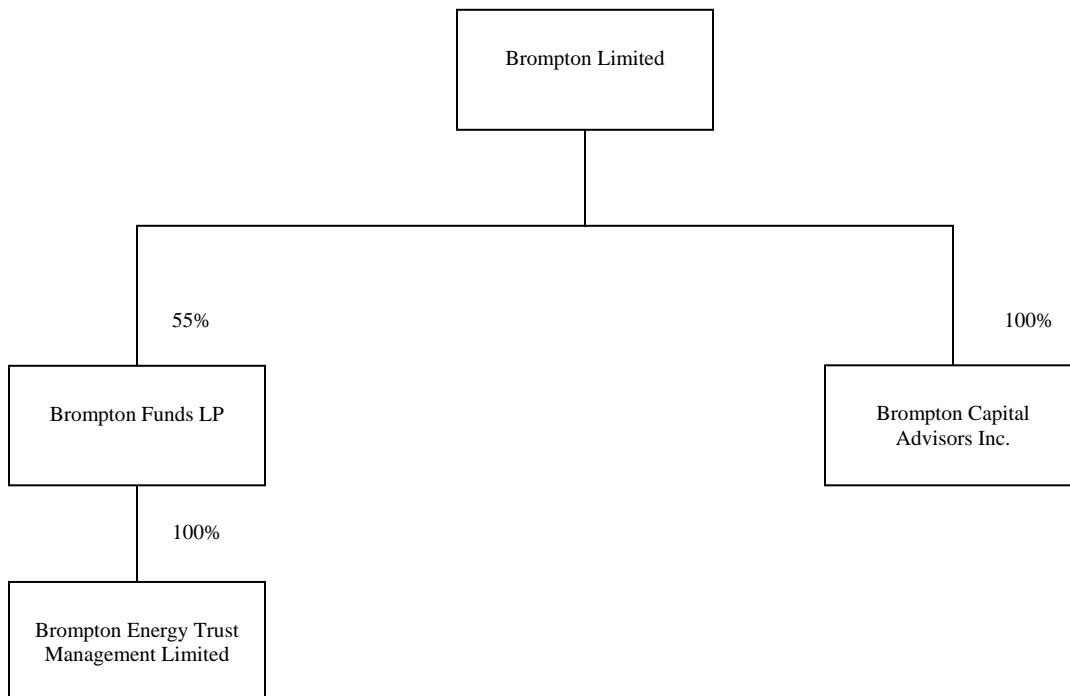 Brompton Limited
55%
100%
Brompton Funds LP
Brompton Capital
Advisors Inc.
100%
Brompton Energy Trust
Management Limited